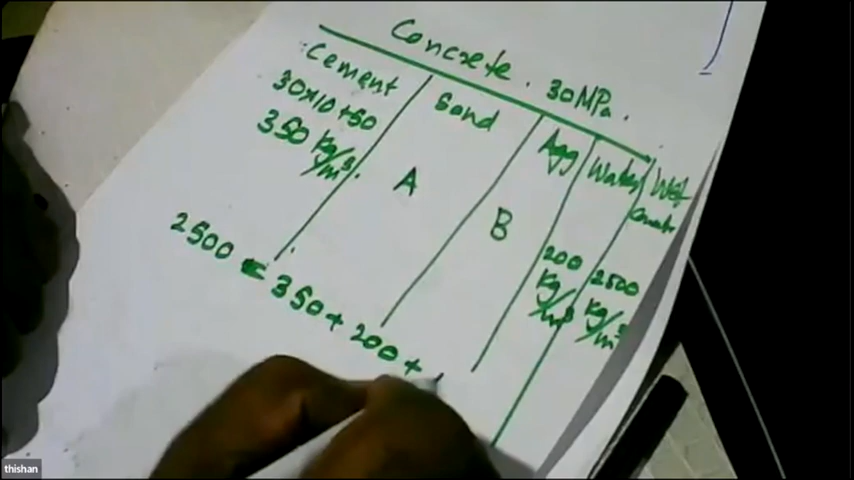 Concrete. 30MPa.
Cement Sand Agg Water Wet
30×10+50
350 kg/m³.
A B 200 kg/m³ 2500 kg/m³
2500 = 350 + 200 +
thishan